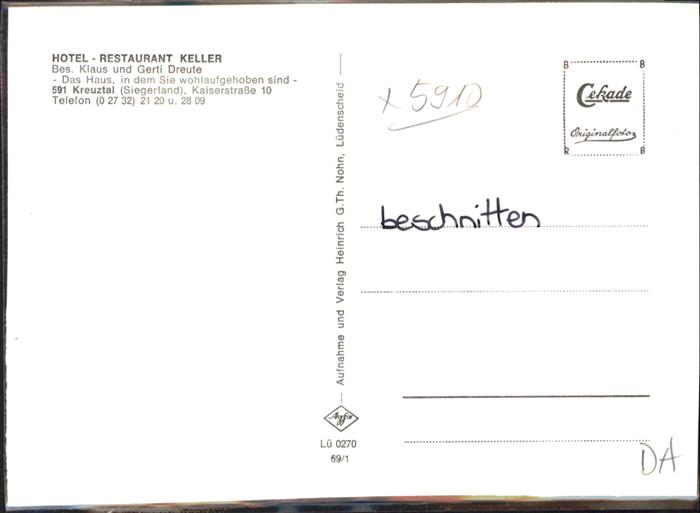 HOTEL - RESTAURANT KELLER
Bes. Klaus und Gerti Dreute
- Das Haus, in dem Sie wohlaufgehoben sind -
591 Kreuztal (Siegerland), Kaiserstraße 10
Telefon (0 27 32) 21 20 u. 28 09
Aufnahme und Verlag Heinrich G.Th. Nohn, Lüdenscheid
Agfa
Lü 0270
69/1
x 5910
B B
Cekade
Originalfoto
R B
beschnitten
DA